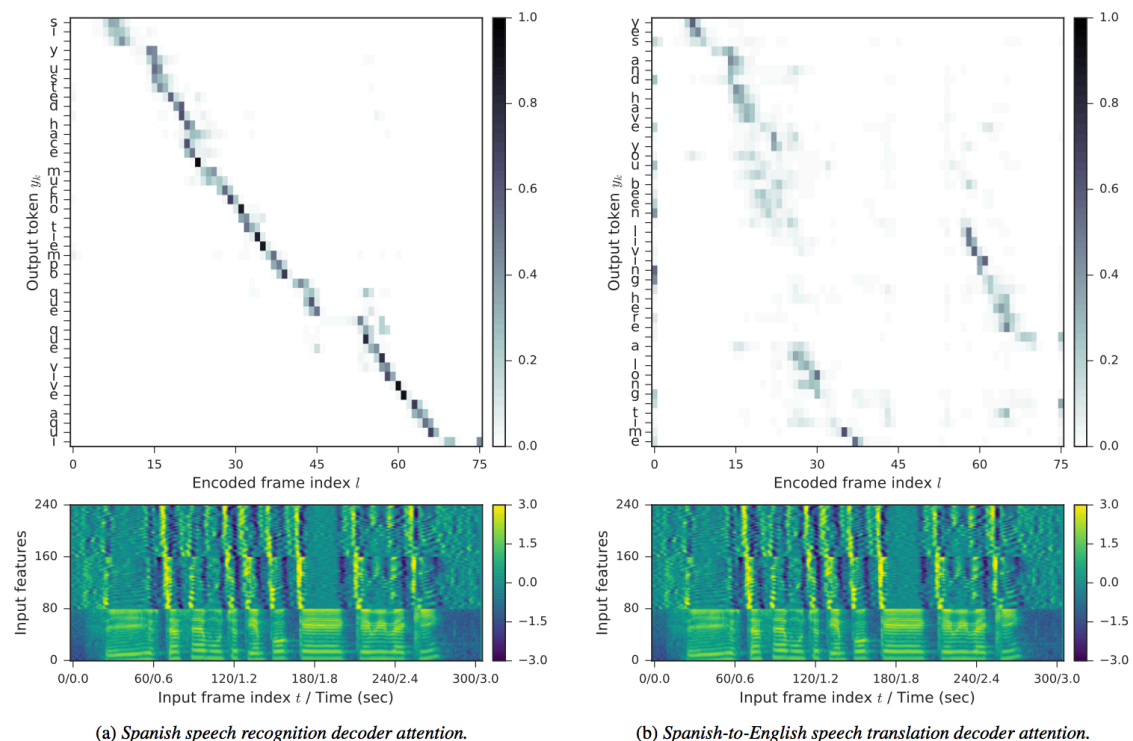 Output token yₖ
s i y u s t e d h a c e m u c h o t i e m p o q u e q u e v i v e a q u i
0 15 30 45 60 75
Encoded frame index l
1.0
0.8
0.6
0.4
0.2
0.0
Input features
240
160
80
0
0/0.0 60/0.6 120/1.2 180/1.8 240/2.4 300/3.0
Input frame index t / Time (sec)
3.0
1.5
0.0
−1.5
−3.0
(a) Spanish speech recognition decoder attention.
Output token yₖ
y e s a n d h a v e y o u b e e n l i v i n g h e r e a l o n g t i m e
0 15 30 45 60 75
Encoded frame index l
1.0
0.8
0.6
0.4
0.2
0.0
Input features
240
160
80
0
0/0.0 60/0.6 120/1.2 180/1.8 240/2.4 300/3.0
Input frame index t / Time (sec)
3.0
1.5
0.0
−1.5
−3.0
(b) Spanish-to-English speech translation decoder attention.